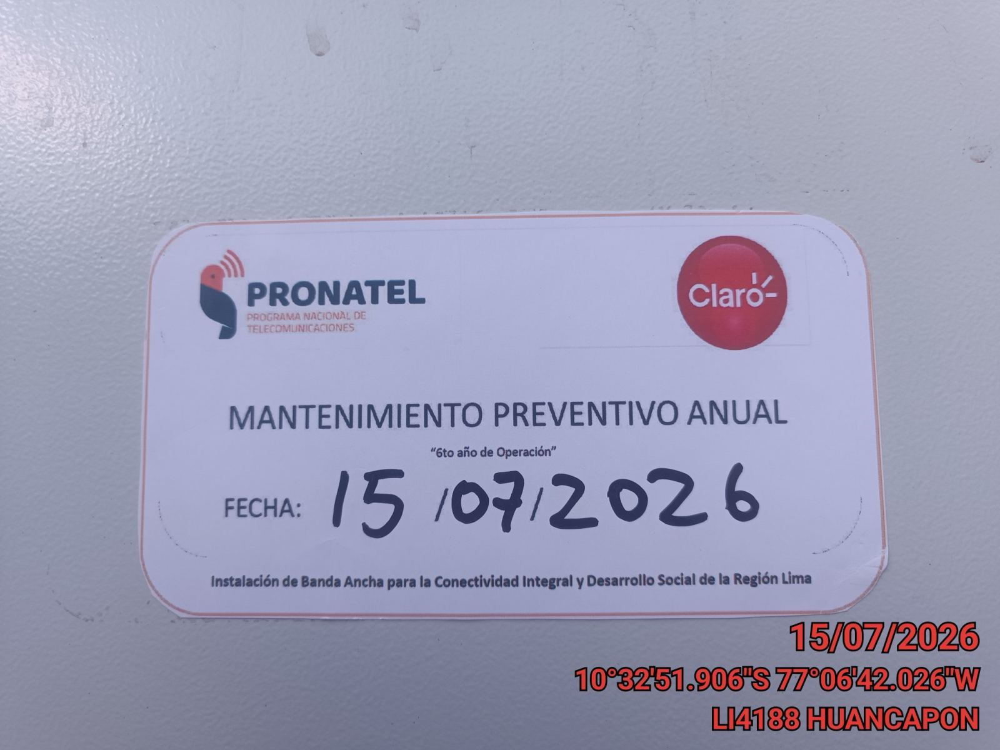 PRONATEL
PROGRAMA NACIONAL DE
TELECOMUNICACIONES
Claro
MANTENIMIENTO PREVENTIVO ANUAL
“6to año de Operación”
FECHA: 15/07/2026
Instalación de Banda Ancha para la Conectividad Integral y Desarrollo Social de la Región Lima
15/07/2026
10°32'51.906"S 77°06'42.026"W
LI4188 HUANCAPON